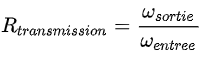 R_{transmission} = \frac{\omega_{sortie}}{\omega_{entree}}